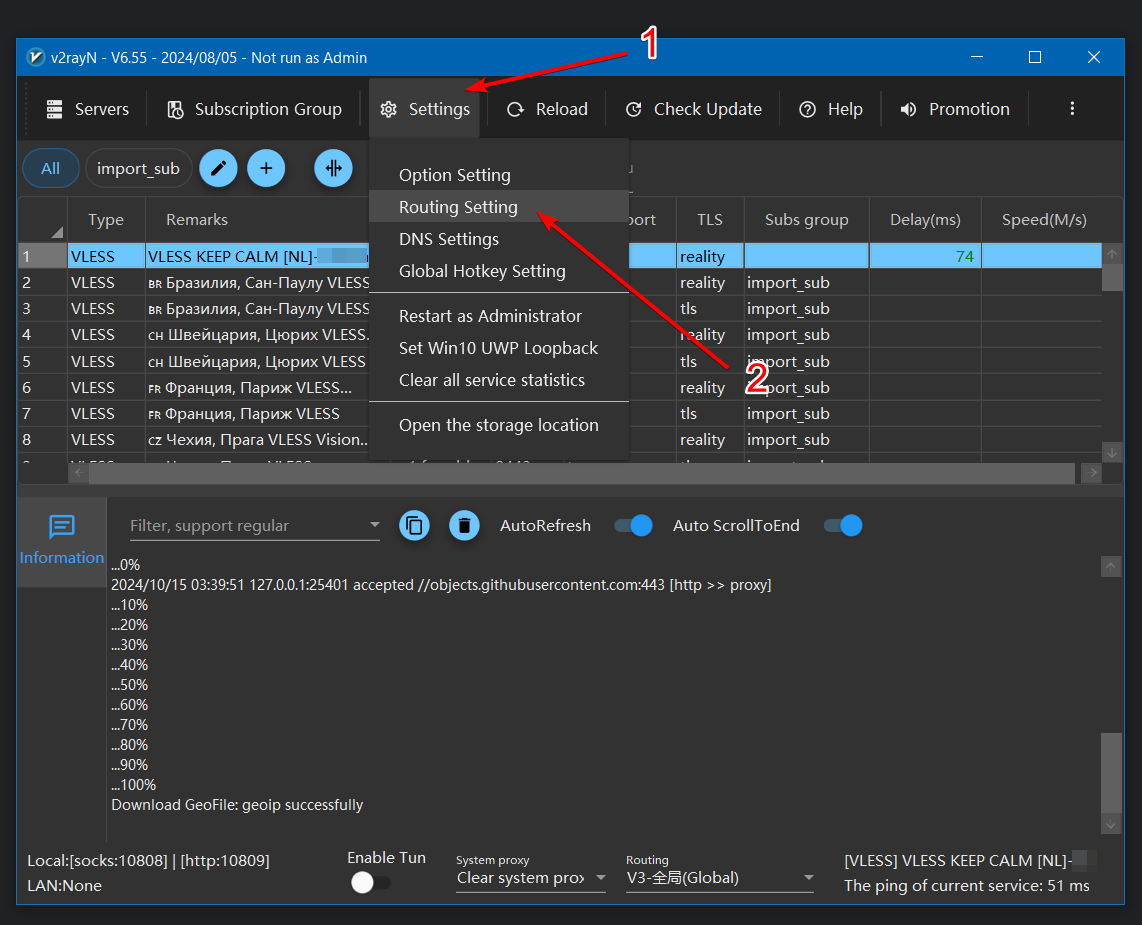 1
v2rayN - V6.55 - 2024/08/05 - Not run as Admin
Servers
Subscription Group
Settings
Reload
Check Update
Help
Promotion
All
import_sub
Option Setting
Routing Setting
DNS Settings
Global Hotkey Setting
Restart as Administrator
Set Win10 UWP Loopback
Clear all service statistics
Open the storage location
2
Type Remarks TLS Subs group Delay(ms) Speed(M/s)
1 VLESS VLESS KEEP CALM [NL]- reality 74
2 VLESS BR Бразилия, Сан-Паулу VLESS reality import_sub
3 VLESS BR Бразилия, Сан-Паулу VLESS tls import_sub
4 VLESS CH Швейцария, Цюрих VLESS. reality import_sub
5 VLESS CH Швейцария, Цюрих VLESS tls import_sub
6 VLESS FR Франция, Париж VLESS... reality import_sub
7 VLESS FR Франция, Париж VLESS tls import_sub
8 VLESS CZ Чехия, Прага VLESS Vision.. reality import_sub
Information
Filter, support regular
AutoRefresh
Auto ScrollToEnd
...0%
2024/10/15 03:39:51 127.0.0.1:25401 accepted //objects.githubusercontent.com:443 [http >> proxy]
...10%
...20%
...30%
...40%
...50%
...60%
...70%
...80%
...90%
...100%
Download GeoFile: geoip successfully
Local:[socks:10808] | [http:10809]
LAN:None
Enable Tun
System proxy
Clear system prox
Routing
V3-全局(Global)
[VLESS] VLESS KEEP CALM [NL]-
The ping of current service: 51 ms